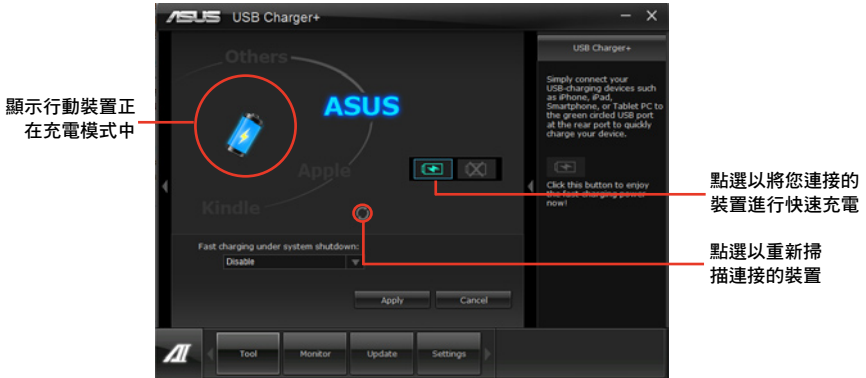 ASUS USB Charger+
USB Charger+
Others
ASUS
Apple
Kindle
Fast charging under system shutdown:
Disable
Apply
Cancel
Simply connect your
USB-charging devices such
as iPhone, iPad,
Smartphone, or Tablet PC to
the green circled USB port
at the rear port to quickly
charge your device.
Click this button to enjoy
the fast-charging power
now!
Tool
Monitor
Update
Settings
顯示行動裝置正
在充電模式中
點選以將您連接的
裝置進行快速充電
點選以重新掃
描連接的裝置